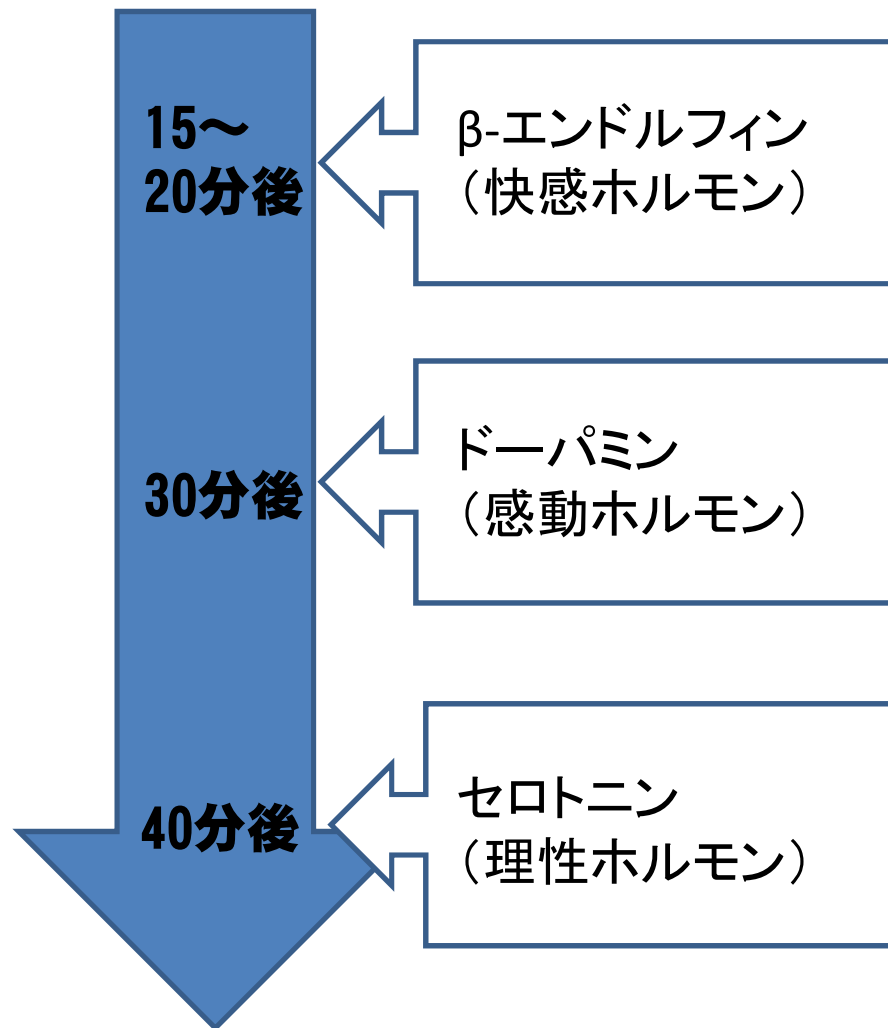 15～
20分後
β-エンドルフィン
（快感ホルモン）
30分後
ドーパミン
（感動ホルモン）
40分後
セロトニン
（理性ホルモン）